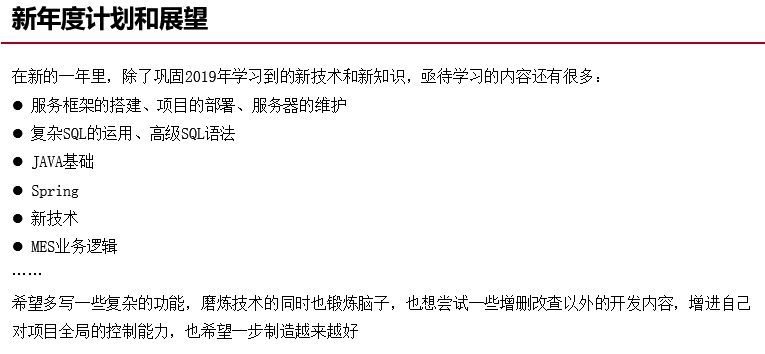 新年度计划和展望
在新的一年里，除了巩固2019年学习到的新技术和新知识，亟待学习的内容还有很多：
● 服务框架的搭建、项目的部署、服务器的维护
● 复杂SQL的运用、高级SQL语法
● JAVA基础
● Spring
● 新技术
● MES业务逻辑
……
希望多写一些复杂的功能，磨炼技术的同时也锻炼脑子，也想尝试一些增删改查以外的开发内容，增进自己
对项目全局的控制能力，也希望一步制造越来越好